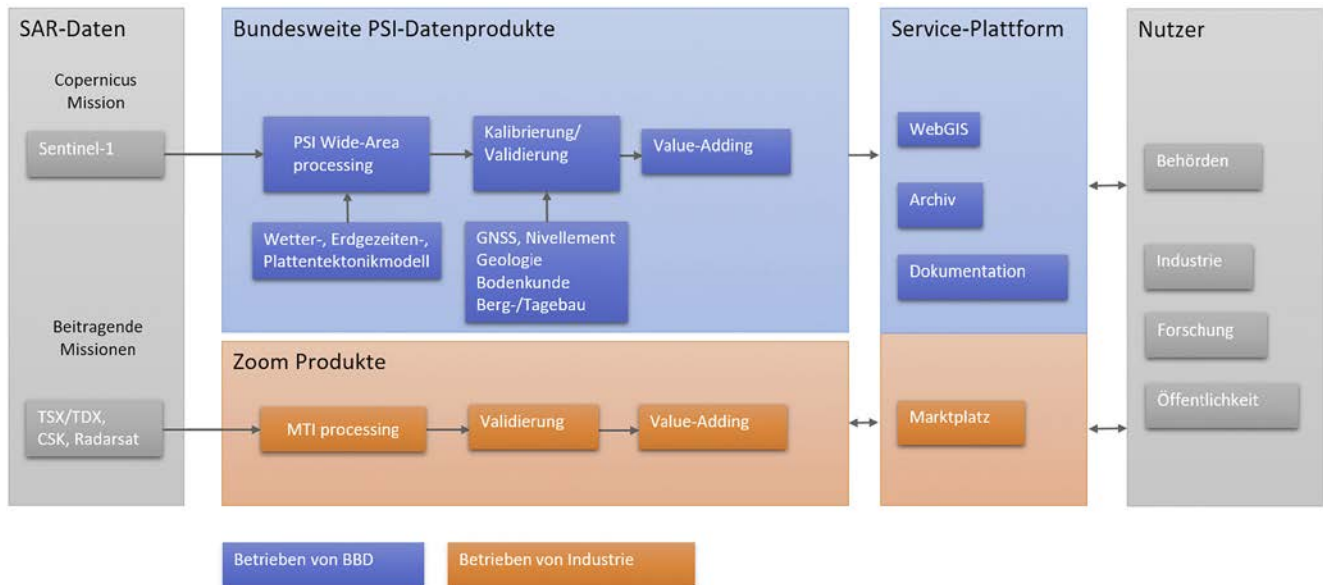 SAR-Daten
Copernicus
Mission
Sentinel-1
Beitragende
Missionen
TSX/TDX,
CSK, Radarsat
Bundesweite PSI-Datenprodukte
PSI Wide-Area
processing
Kalibrierung/
Validierung
Value-Adding
Wetter-, Erdgezeiten-,
Plattentektonikmodell
GNSS, Nivellement
Geologie
Bodenkunde
Berg-/Tagebau
Zoom Produkte
MTI processing
Validierung
Value-Adding
Service-Plattform
WebGIS
Archiv
Dokumentation
Marktplatz
Nutzer
Behörden
Industrie
Forschung
Öffentlichkeit
Betrieben von BBD
Betrieben von Industrie